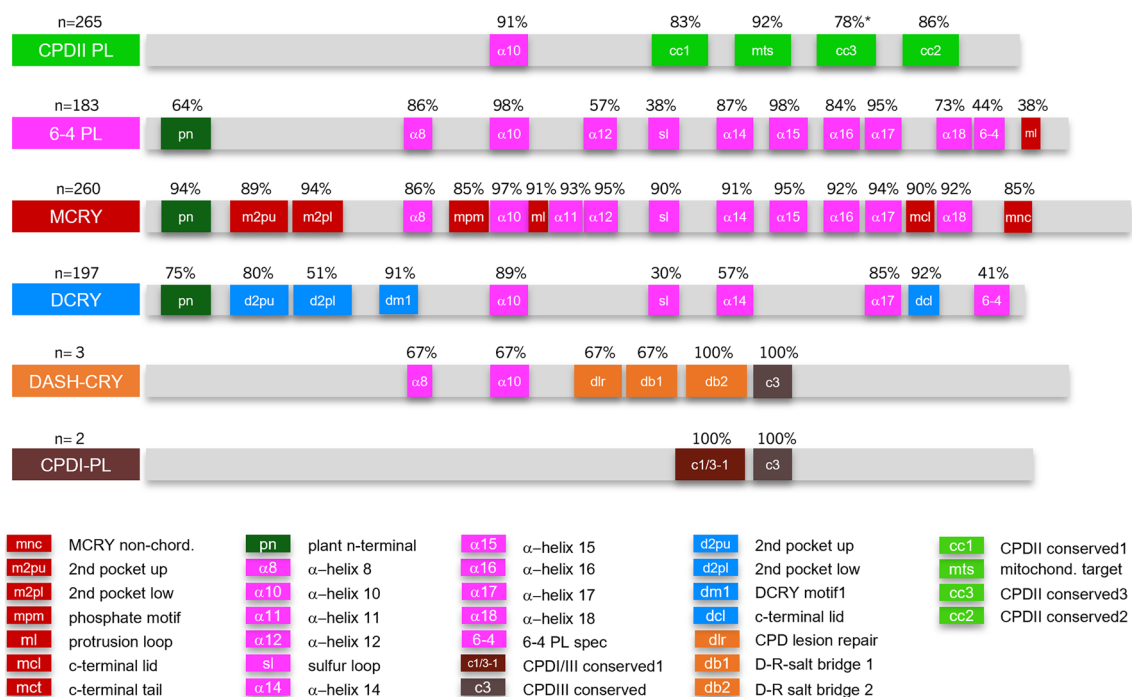 n=265 91% 83% 92% 78%* 86%
CPDII PL α10 cc1 mts cc3 cc2
n=183 64% 86% 98% 57% 38% 87% 98% 84% 95% 73% 44% 38%
6-4 PL pn α8 α10 α12 sl α14 α15 α16 α17 α18 6-4 ml
n=260 94% 89% 94% 86% 85% 97% 91% 93% 95% 90% 91% 95% 92% 94% 90% 92% 85%
MCRY pn m2pu m2pl α8 mpm α10 ml α11 α12 sl α14 α15 α16 α17 mcl α18 mnc
n=197 75% 80% 51% 91% 89% 30% 57% 85% 92% 41%
DCRY pn d2pu d2pl dm1 α10 sl α14 α17 dcl 6-4
n= 3 67% 67% 67% 67% 100% 100%
DASH-CRY α8 α10 dlr db1 db2 c3
n= 2 100% 100%
CPDI-PL c1/3-1 c3
mnc MCRY non-chord.
m2pu 2nd pocket up
m2pl 2nd pocket low
mpm phosphate motif
ml protrusion loop
mcl c-terminal lid
mct c-terminal tail
pn plant n-terminal
α8 α–helix 8
α10 α–helix 10
α11 α–helix 11
α12 α–helix 12
sl sulfur loop
α14 α–helix 14
α15 α–helix 15
α16 α–helix 16
α17 α–helix 17
α18 α–helix 18
6-4 6-4 PL spec
c1/3-1 CPDI/III conserved1
c3 CPDIII conserved
d2pu 2nd pocket up
d2pl 2nd pocket low
dm1 DCRY motif1
dcl c-terminal lid
dlr CPD lesion repair
db1 D-R-salt bridge 1
db2 D-R salt bridge 2
cc1 CPDII conserved1
mts mitochond. target
cc3 CPDII conserved3
cc2 CPDII conserved2